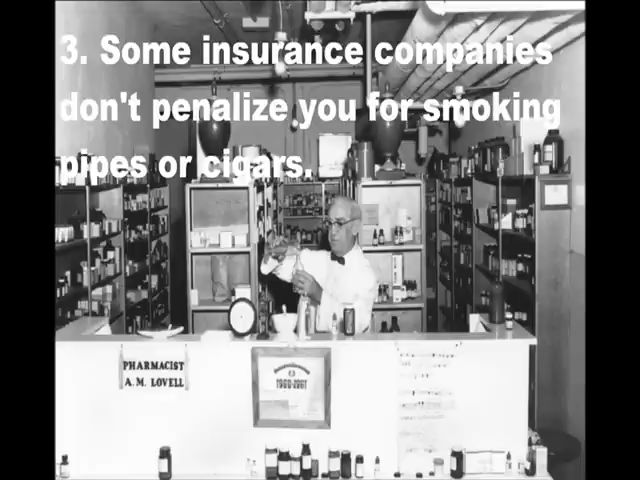 3. Some insurance companies
don't penalize you for smoking
pipes or cigars.
PHARMACIST
A. M. LOVELL